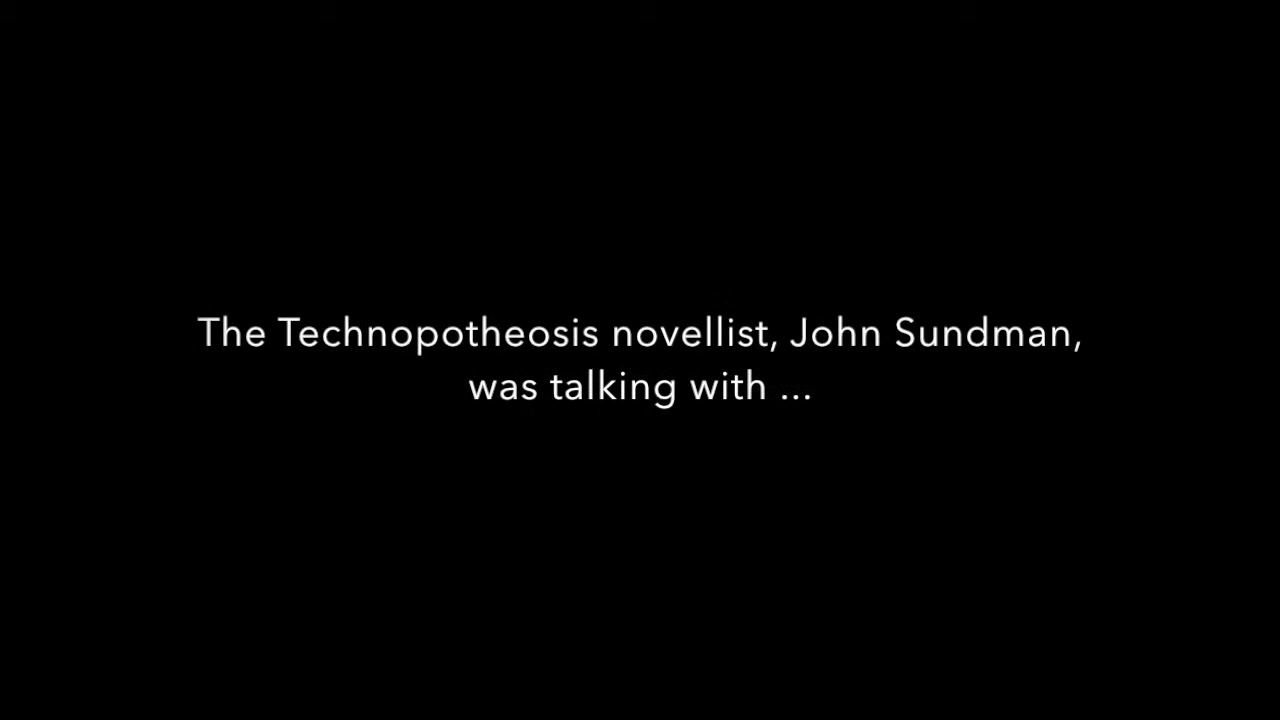 The Technopotheosis novellist, John Sundman,
was talking with ...